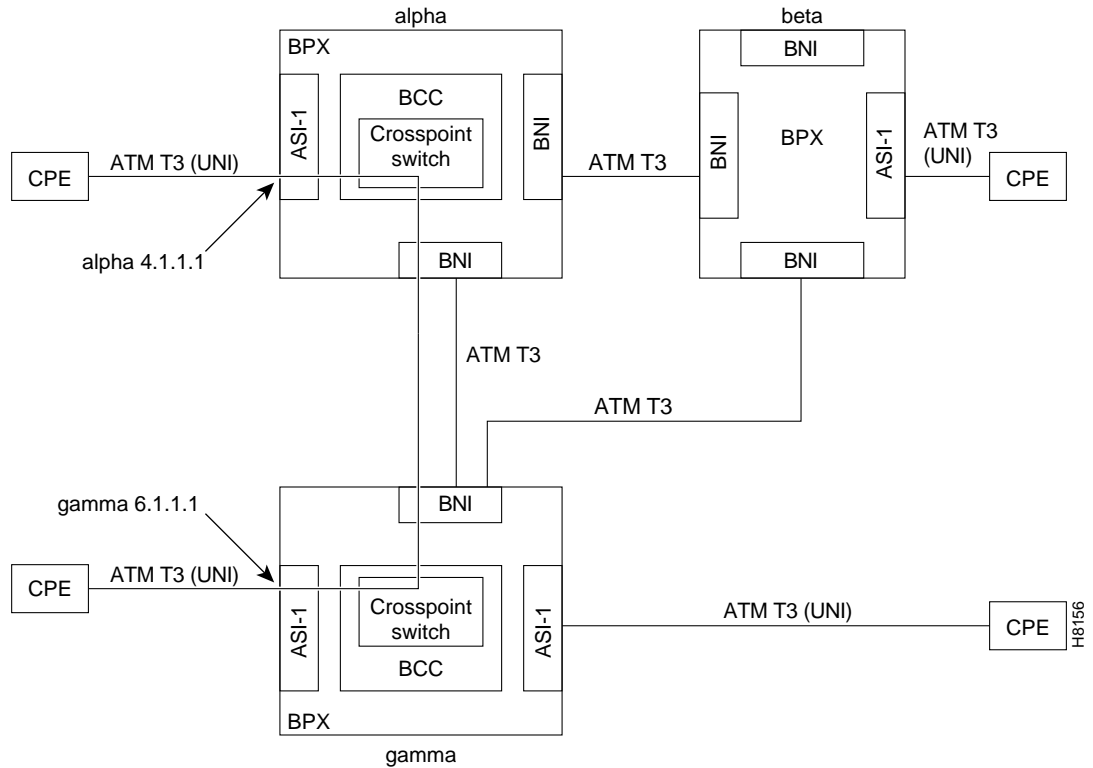 alpha
beta
BPX
BNI
BCC
ASI-1
Crosspoint
switch
BNI
BNI
BPX
ASI-1
ATM T3
(UNI)
CPE
ATM T3 (UNI)
ATM T3
CPE
alpha 4.1.1.1
BNI
BNI
ATM T3
ATM T3
gamma 6.1.1.1
BNI
CPE
ATM T3 (UNI)
ASI-1
Crosspoint
switch
BCC
ASI-1
ATM T3 (UNI)
CPE
H8156
BPX
gamma